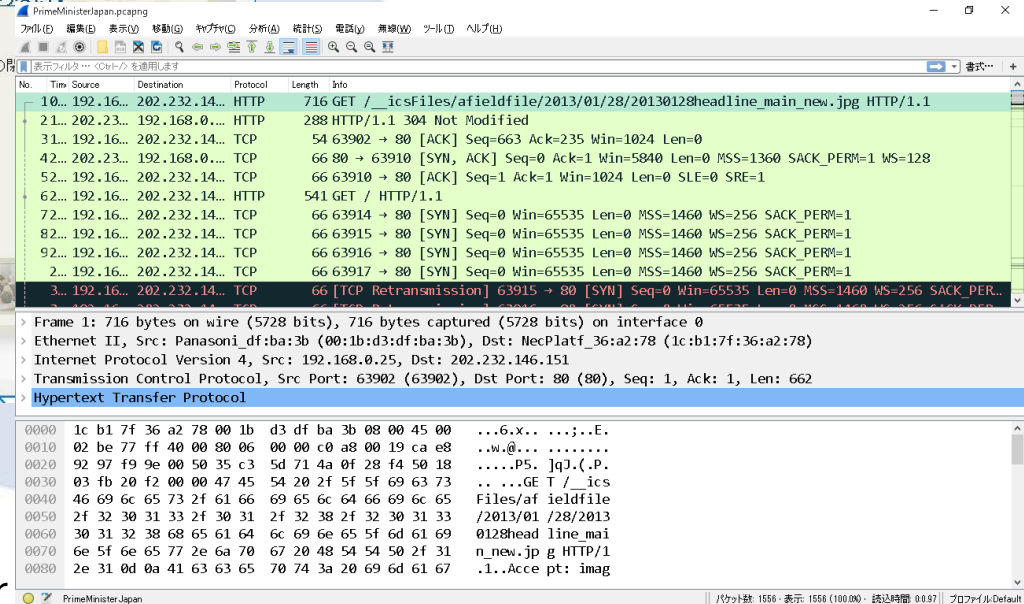 PrimeMinisterJapan.pcapng
ファイル(F) 編集(E) 表示(V) 移動(G) キャプチャ(C) 分析(A) 統計(S) 電話(y) 無線(W) ツール(T) ヘルプ(H)
表示フィルタ … <Ctrl-/> を適用します 書式… +
No. Time Source Destination Protocol Length Info
10… 192.16… 202.232.14… HTTP 716 GET /__icsFiles/afieldfile/2013/01/28/20130128headline_main_new.jpg HTTP/1.1
21… 202.23… 192.168.0.… HTTP 288 HTTP/1.1 304 Not Modified
31… 192.16… 202.232.14… TCP 54 63902 → 80 [ACK] Seq=663 Ack=235 Win=1024 Len=0
42… 202.23… 192.168.0.… TCP 66 80 → 63910 [SYN, ACK] Seq=0 Ack=1 Win=5840 Len=0 MSS=1360 SACK_PERM=1 WS=128
52… 192.16… 202.232.14… TCP 66 63910 → 80 [ACK] Seq=1 Ack=1 Win=1024 Len=0 SLE=0 SRE=1
62… 192.16… 202.232.14… HTTP 541 GET / HTTP/1.1
72… 192.16… 202.232.14… TCP 66 63914 → 80 [SYN] Seq=0 Win=65535 Len=0 MSS=1460 WS=256 SACK_PERM=1
82… 192.16… 202.232.14… TCP 66 63915 → 80 [SYN] Seq=0 Win=65535 Len=0 MSS=1460 WS=256 SACK_PERM=1
92… 192.16… 202.232.14… TCP 66 63916 → 80 [SYN] Seq=0 Win=65535 Len=0 MSS=1460 WS=256 SACK_PERM=1
2… 192.16… 202.232.14… TCP 66 63917 → 80 [SYN] Seq=0 Win=65535 Len=0 MSS=1460 WS=256 SACK_PERM=1
3… 192.16… 202.232.14… TCP 66 [TCP Retransmission] 63915 → 80 [SYN] Seq=0 Win=65535 Len=0 MSS=1460 WS=256 SACK_PER…
Frame 1: 716 bytes on wire (5728 bits), 716 bytes captured (5728 bits) on interface 0
Ethernet II, Src: Panasoni_df:ba:3b (00:1b:d3:df:ba:3b), Dst: NecPlatf_36:a2:78 (1c:b1:7f:36:a2:78)
Internet Protocol Version 4, Src: 192.168.0.25, Dst: 202.232.146.151
Transmission Control Protocol, Src Port: 63902 (63902), Dst Port: 80 (80), Seq: 1, Ack: 1, Len: 662
Hypertext Transfer Protocol
0000 1c b1 7f 36 a2 78 00 1b d3 df ba 3b 08 00 45 00 ...6.x.. ...;..E.
0010 02 be 77 ff 40 00 80 06 00 00 c0 a8 00 19 ca e8 ..w.@... ........
0020 92 97 f9 9e 00 50 35 c3 5d 71 4a 0f 28 f4 50 18 .....P5. ]qJ.(.P.
0030 03 fb 20 f2 00 00 47 45 54 20 2f 5f 5f 69 63 73 .. ...GE T /__ics
0040 46 69 6c 65 73 2f 61 66 69 65 6c 64 66 69 6c 65 Files/af ieldfile
0050 2f 32 30 31 33 2f 30 31 2f 32 38 2f 32 30 31 33 /2013/01 /28/2013
0060 30 31 32 38 68 65 61 64 6c 69 6e 65 5f 6d 61 69 0128head line_mai
0070 6e 5f 6e 65 77 2e 6a 70 67 20 48 54 54 50 2f 31 n_new.jp g HTTP/1
0080 2e 31 0d 0a 41 63 63 65 70 74 3a 20 69 6d 61 67 .1..Acce pt: imag
PrimeMinisterJapan パケット数: 1556 · 表示: 1556 (100.0%) · 読込時間: 0:0.97 プロファイル:Default